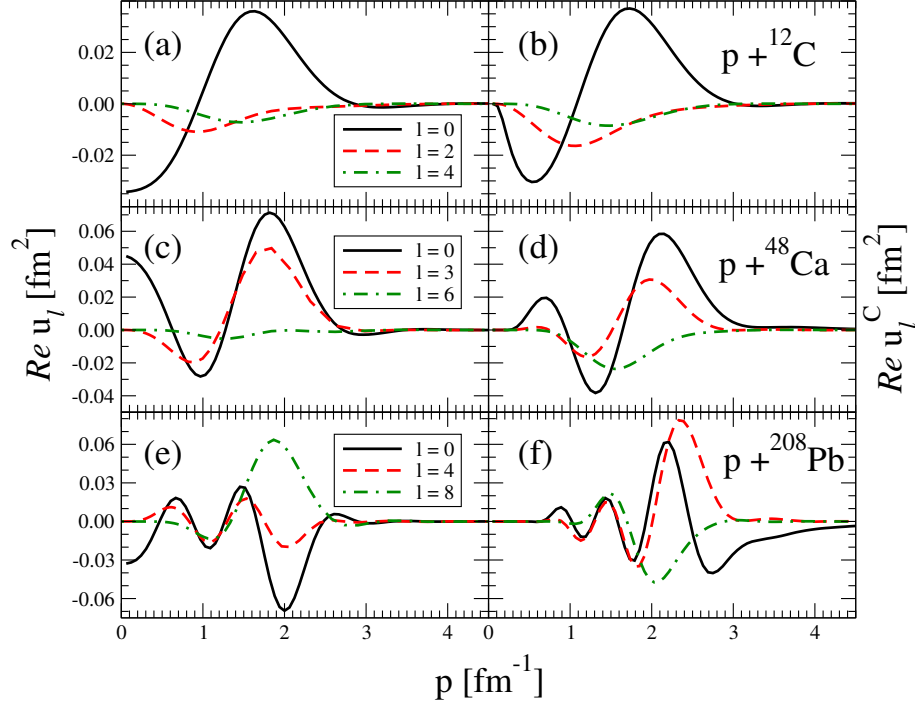 (a)
(b)
p + ¹²C
0.02
0.00
-0.02
l = 0
l = 2
l = 4
(c)
(d)
p + ⁴⁸Ca
0.06
0.04
0.02
0.00
-0.02
-0.04
l = 0
l = 3
l = 6
(e)
(f)
p + ²⁰⁸Pb
0.06
0.03
0.00
-0.03
-0.06
l = 0
l = 4
l = 8
0 1 2 3 4 0 1 2 3 4
p [fm⁻¹]
Re u_l [fm²]
Re u_l^C [fm²]